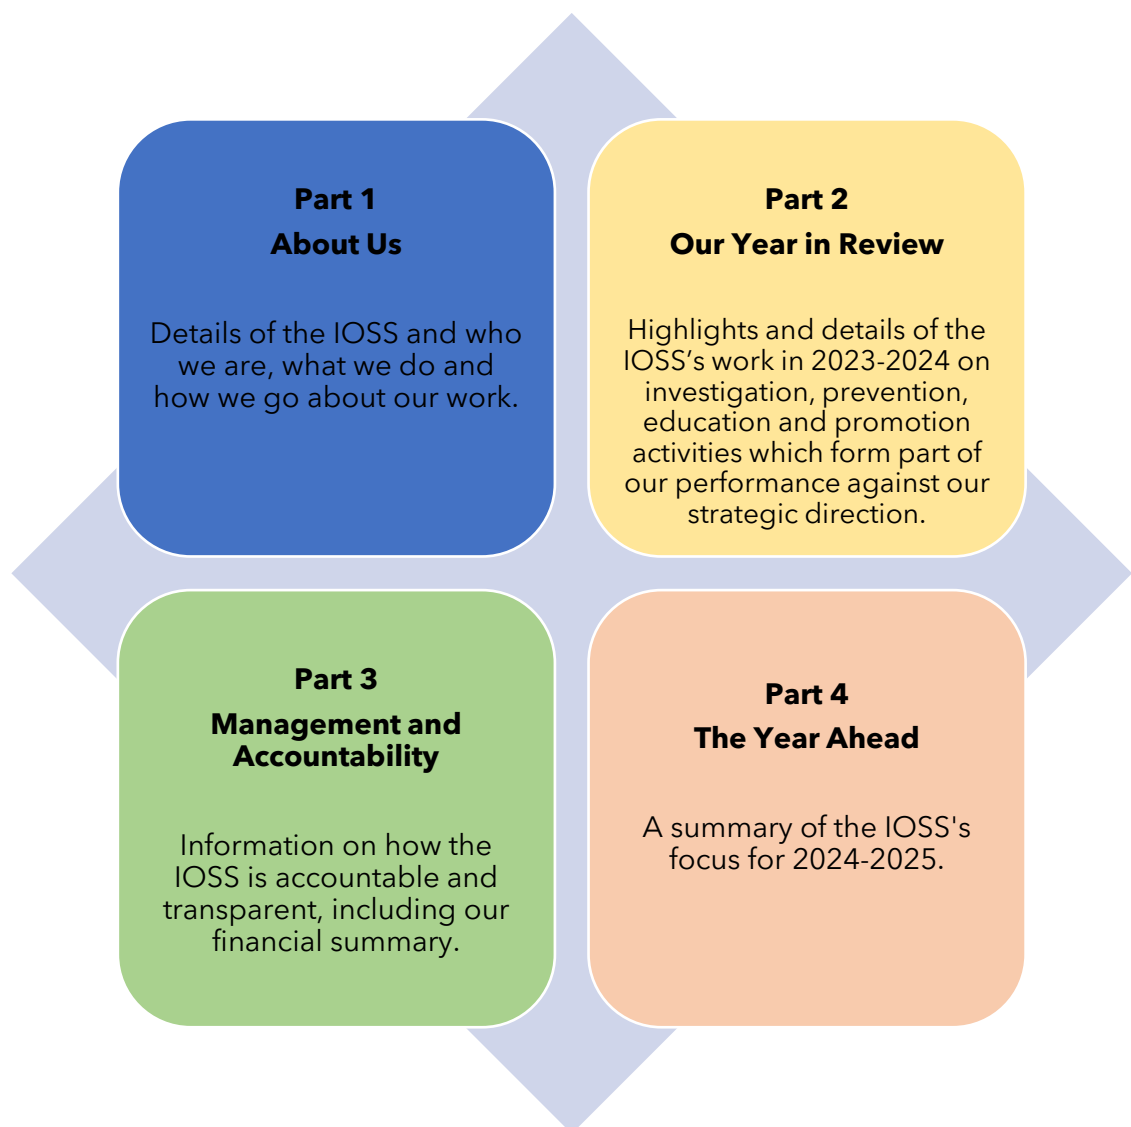 Part 1
About Us
Details of the IOSS and who
we are, what we do and
how we go about our work.
Part 2
Our Year in Review
Highlights and details of the
IOSS’s work in 2023-2024 on
investigation, prevention,
education and promotion
activities which form part of
our performance against our
strategic direction.
Part 3
Management and
Accountability
Information on how the
IOSS is accountable and
transparent, including our
financial summary.
Part 4
The Year Ahead
A summary of the IOSS's
focus for 2024-2025.